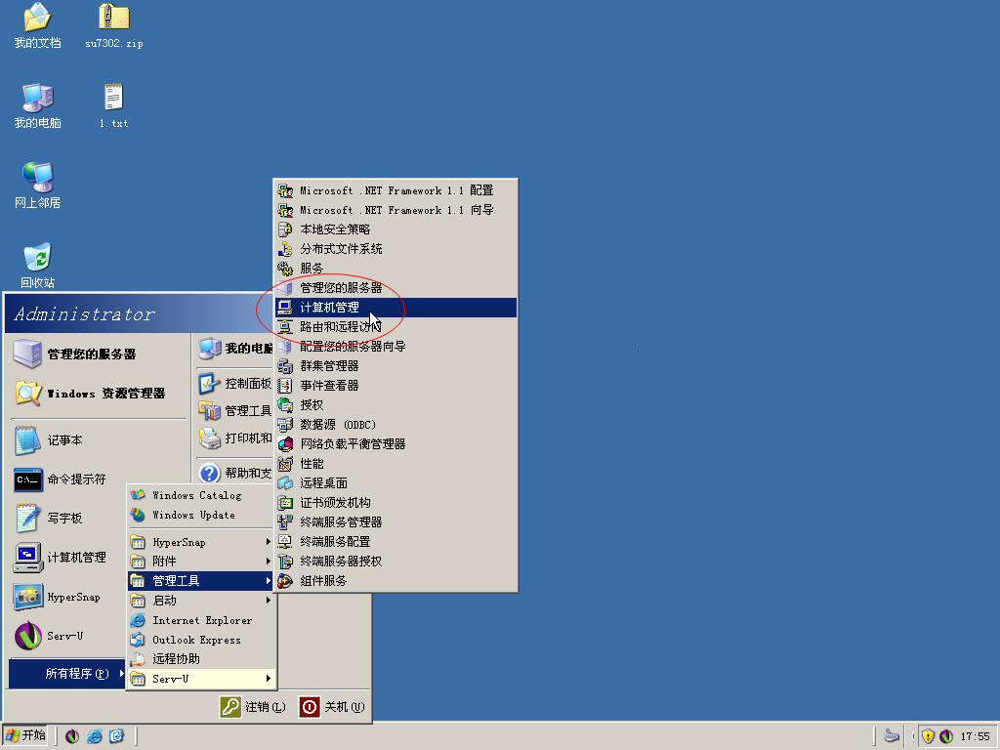 我的文档
su7302.zip
我的电脑
1.txt
网上邻居
回收站
Administrator
管理您的服务器
Windows 资源管理器
记事本
命令提示符
写字板
计算机管理
HyperSnap
Serv-U
所有程序(P)
我的电脑
控制面板
管理工具
打印机和
帮助和支
Windows Catalog
Windows Update
HyperSnap
附件
管理工具
启动
Internet Explorer
Outlook Express
远程协助
Serv-U
Microsoft .NET Framework 1.1 配置
Microsoft .NET Framework 1.1 向导
本地安全策略
分布式文件系统
服务
管理您的服务器
计算机管理
路由和远程访问
配置您的服务器向导
群集管理器
事件查看器
授权
数据源 (ODBC)
网络负载平衡管理器
性能
远程桌面
证书颁发机构
终端服务管理器
终端服务配置
终端服务器授权
组件服务
注销(L)
关机(U)
开始
17:55